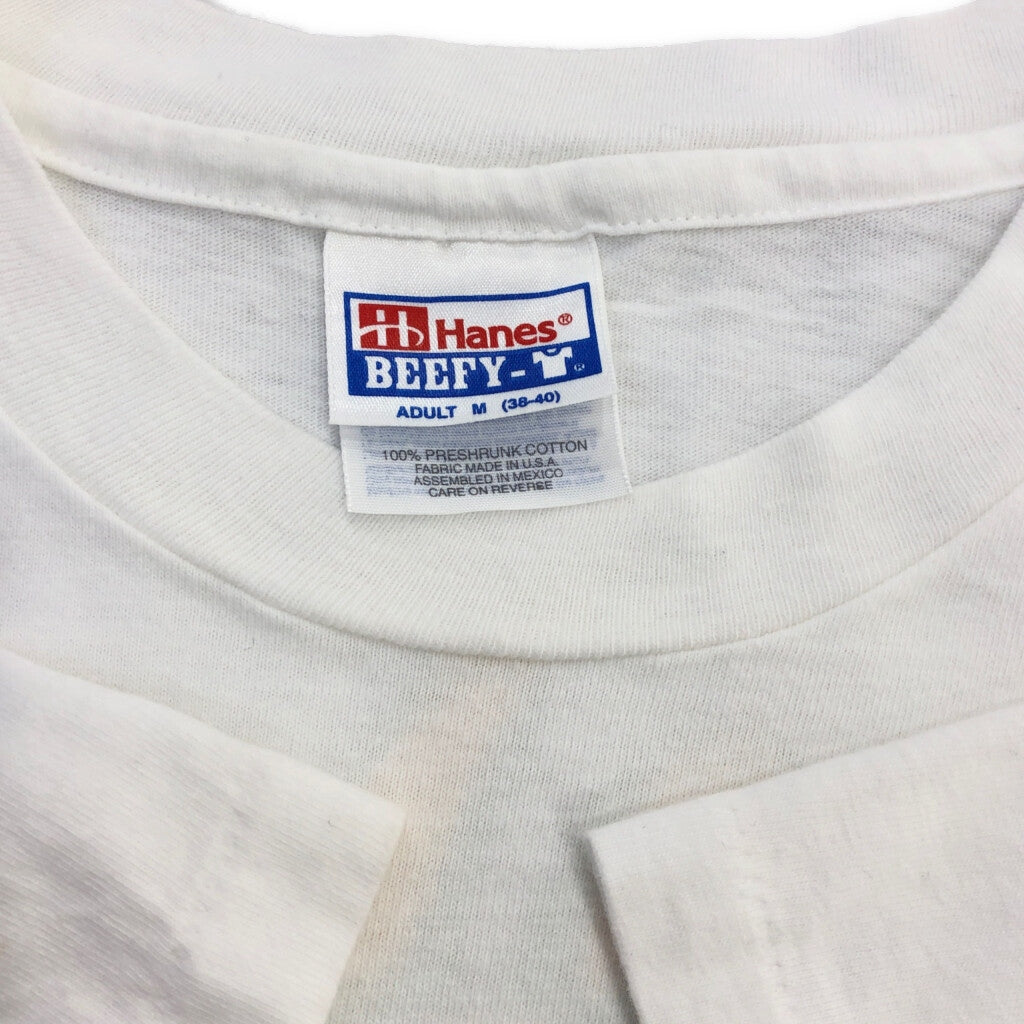 Hanes®
BEEFY-®
ADULT M (38-40)
100% PRESHRUNK COTTON
FABRIC MADE IN U.S.A.
ASSEMBLED IN MEXICO
CARE ON REVERSE